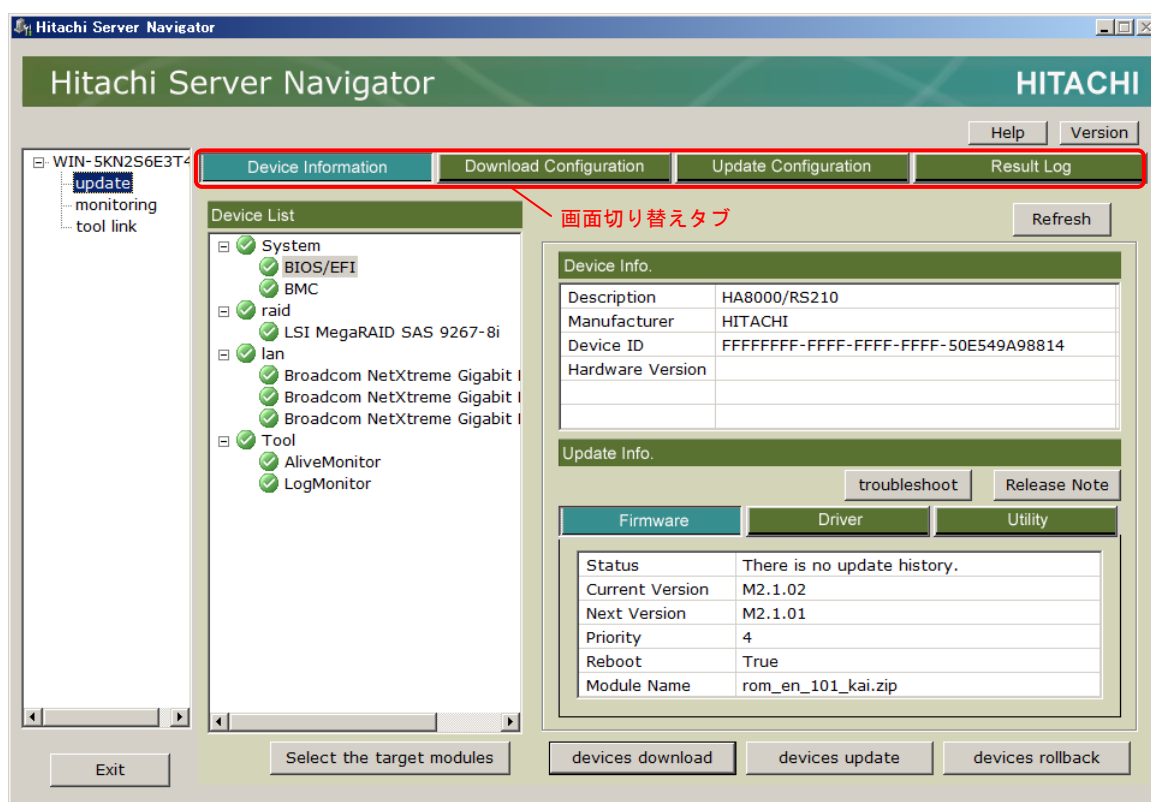 Hitachi Server Navigator
Hitachi Server Navigator
HITACHI
Help
Version
WIN-5KN2S6E3T4
update
monitoring
tool link
Device Information
Download Configuration
Update Configuration
Result Log
画面切り替えタブ
Refresh
Device List
System
BIOS/EFI
BMC
raid
LSI MegaRAID SAS 9267-8i
lan
Broadcom NetXtreme Gigabit
Broadcom NetXtreme Gigabit
Broadcom NetXtreme Gigabit
Tool
AliveMonitor
LogMonitor
Device Info.
Description HA8000/RS210
Manufacturer HITACHI
Device ID FFFFFFFF-FFFF-FFFF-FFFF-50E549A98814
Hardware Version
Update Info.
troubleshoot
Release Note
Firmware
Driver
Utility
Status There is no update history.
Current Version M2.1.02
Next Version M2.1.01
Priority 4
Reboot True
Module Name rom_en_101_kai.zip
Exit
Select the target modules
devices download
devices update
devices rollback